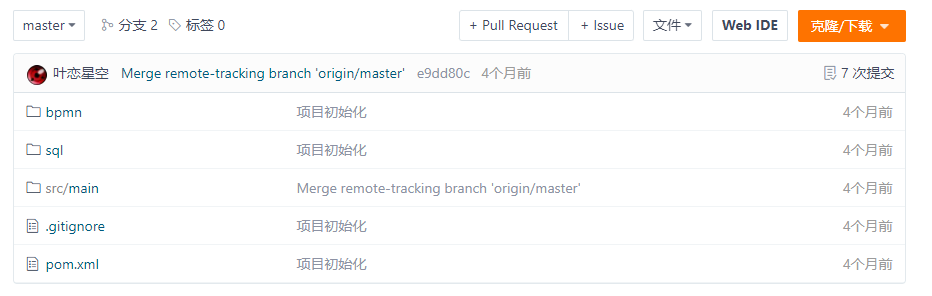 master 分支 2 标签 0 + Pull Request + Issue 文件 Web IDE 克隆/下载
叶恋星空 Merge remote-tracking branch 'origin/master' e9dd80c 4个月前 7 次提交
bpmn 项目初始化 4个月前
sql 项目初始化 4个月前
src/main Merge remote-tracking branch 'origin/master' 4个月前
.gitignore 项目初始化 4个月前
pom.xml 项目初始化 4个月前